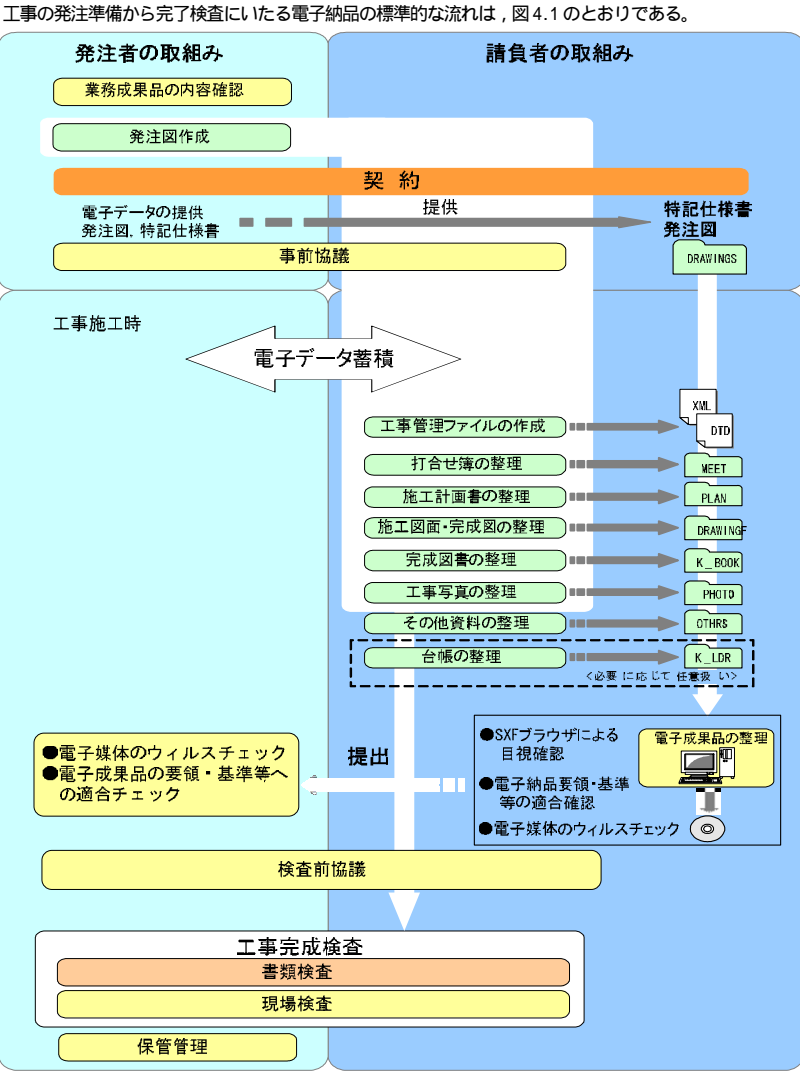 工事の発注準備から完了検査にいたる電子納品の標準的な流れは，図4.1のとおりである。
発注者の取組み
請負者の取組み
業務成果品の内容確認
発注図作成
契 約
電子データの提供
発注図，特記仕様書
提供
特記仕様書
発注図
DRAWINGS
事前協議
工事施工時
電子データ蓄積
工事管理ファイルの作成
XML
DTD
打合せ簿の整理
MEET
施工計画書の整理
PLAN
施工図面・完成図の整理
DRAWINGF
完成図書の整理
K_BOOK
工事写真の整理
PHOTO
その他資料の整理
OTHRS
台帳の整理
K_LDR
<必要 に応じて 任意扱 い>
●電子媒体のウィルスチェック
●電子成果品の要領・基準等へ
の適合チェック
提出
●SXFブラウザによる
目視確認
●電子納品要領・基準
等の適合確認
●電子媒体のウィルスチェック
電子成果品の整理
検査前協議
工事完成検査
書類検査
現場検査
保管管理